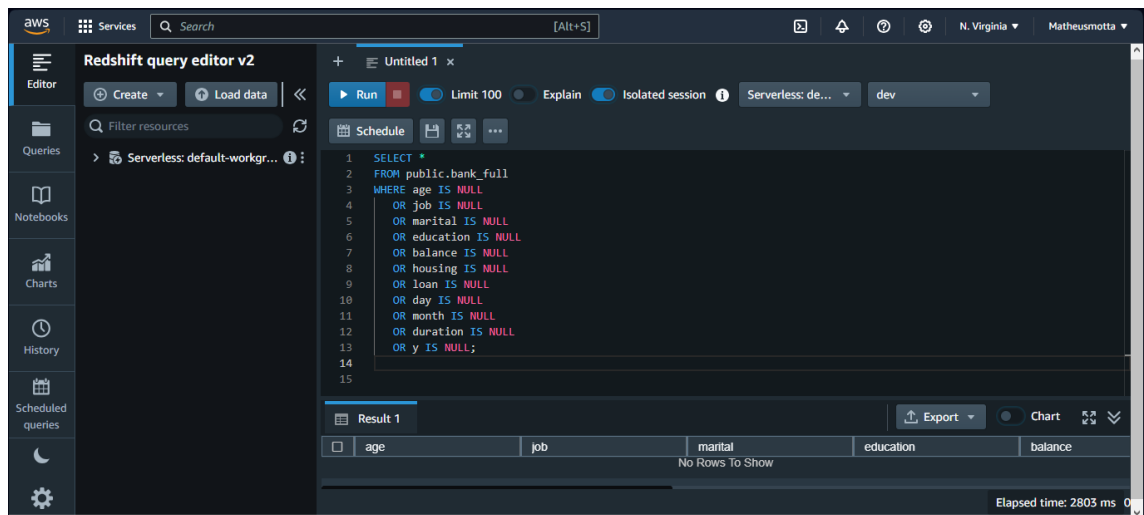 aws Services Search [Alt+S] N. Virginia Matheusmotta
Editor
Queries
Notebooks
Charts
History
Scheduled
queries
Redshift query editor v2
Create Load data
Filter resources
Serverless: default-workgr...
Untitled 1
Run Limit 100 Explain Isolated session Serverless: de... dev
Schedule
1 SELECT *
2 FROM public.bank_full
3 WHERE age IS NULL
4 OR job IS NULL
5 OR marital IS NULL
6 OR education IS NULL
7 OR balance IS NULL
8 OR housing IS NULL
9 OR loan IS NULL
10 OR day IS NULL
11 OR month IS NULL
12 OR duration IS NULL
13 OR y IS NULL;
14
15
Result 1 Export Chart
age job marital education balance
No Rows To Show
Elapsed time: 2803 ms